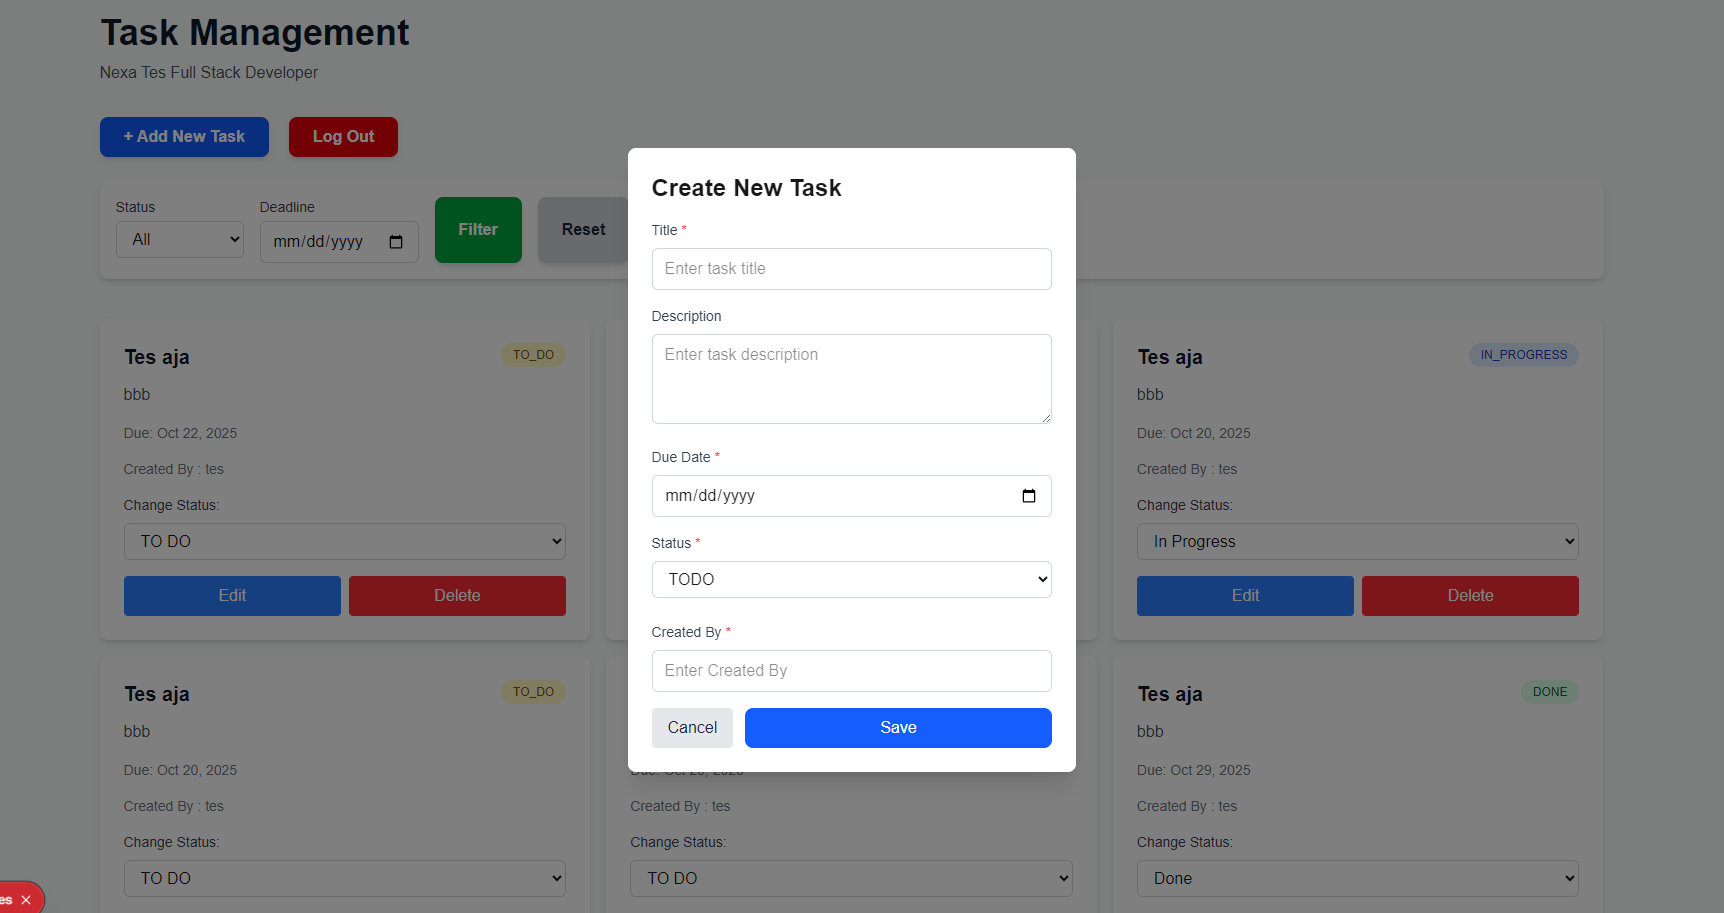 Task Management
Nexa Tes Full Stack Developer
+ Add New Task
Log Out
Status
Deadline
All
mm/dd/yyyy
Filter
Reset
Create New Task
Title *
Enter task title
Description
Enter task description
Due Date *
mm/dd/yyyy
Status *
TODO
Created By *
Enter Created By
Cancel
Save
Tes aja
TO_DO
bbb
Due: Oct 22, 2025
Created By : tes
Change Status:
TO DO
Edit
Delete
Tes aja
IN_PROGRESS
bbb
Due: Oct 20, 2025
Created By : tes
Change Status:
In Progress
Edit
Delete
Tes aja
TO_DO
bbb
Due: Oct 20, 2025
Created By : tes
Change Status:
TO DO
Created By : tes
Change Status:
TO DO
Tes aja
DONE
bbb
Due: Oct 29, 2025
Created By : tes
Change Status:
Done